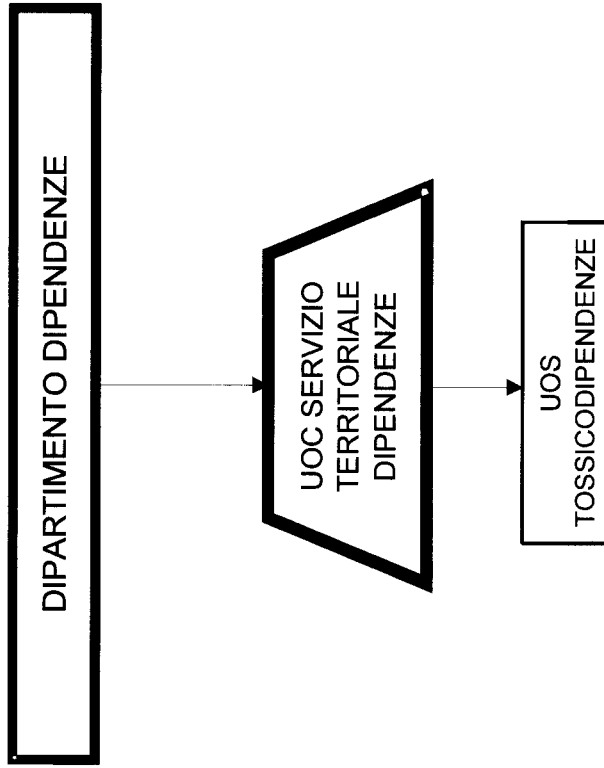 DIPARTIMENTO DIPENDENZE
UOC SERVIZIO
TERRITORIALE
DIPENDENZE
UOS
TOSSICODIPENDENZE